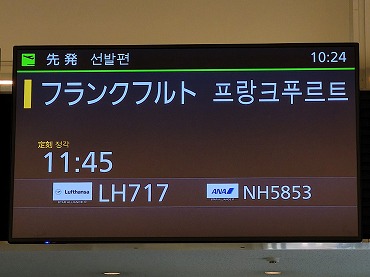 先発 선발편 10:24
フランクフルト 프랑크푸르트
定刻 정각
11:45
Lufthansa LH717 ANA NH5853